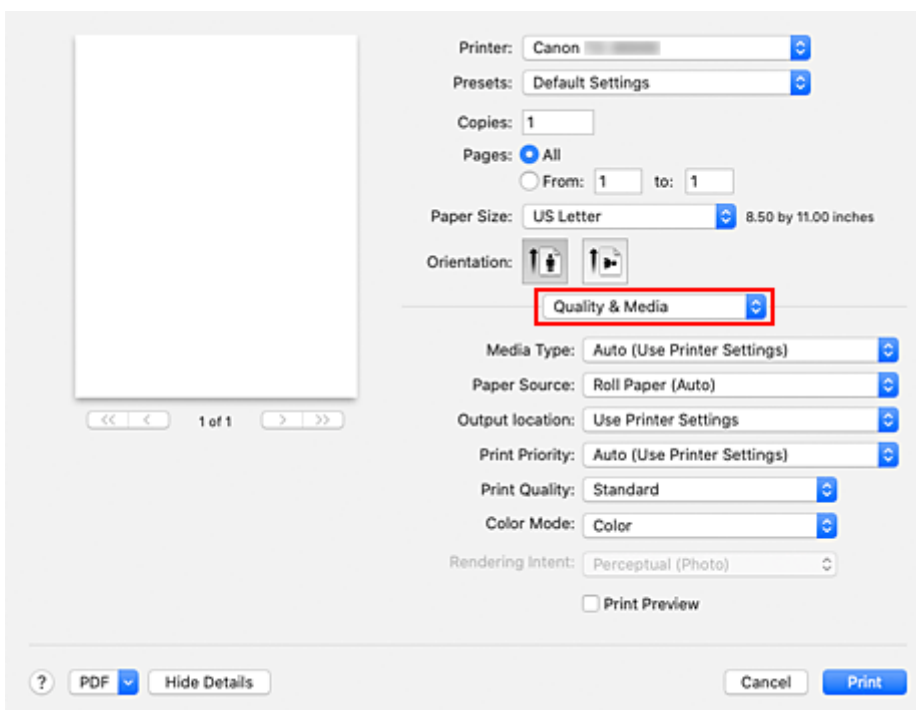 Printer: Canon
Presets: Default Settings
Copies: 1
Pages: All
From: 1 to: 1
Paper Size: US Letter 8.50 by 11.00 inches
Orientation:
Quality & Media
Media Type: Auto (Use Printer Settings)
Paper Source: Roll Paper (Auto)
<< < 1 of 1 > >>
Output location: Use Printer Settings
Print Priority: Auto (Use Printer Settings)
Print Quality: Standard
Color Mode: Color
Rendering Intent: Perceptual (Photo)
Print Preview
? PDF Hide Details Cancel Print